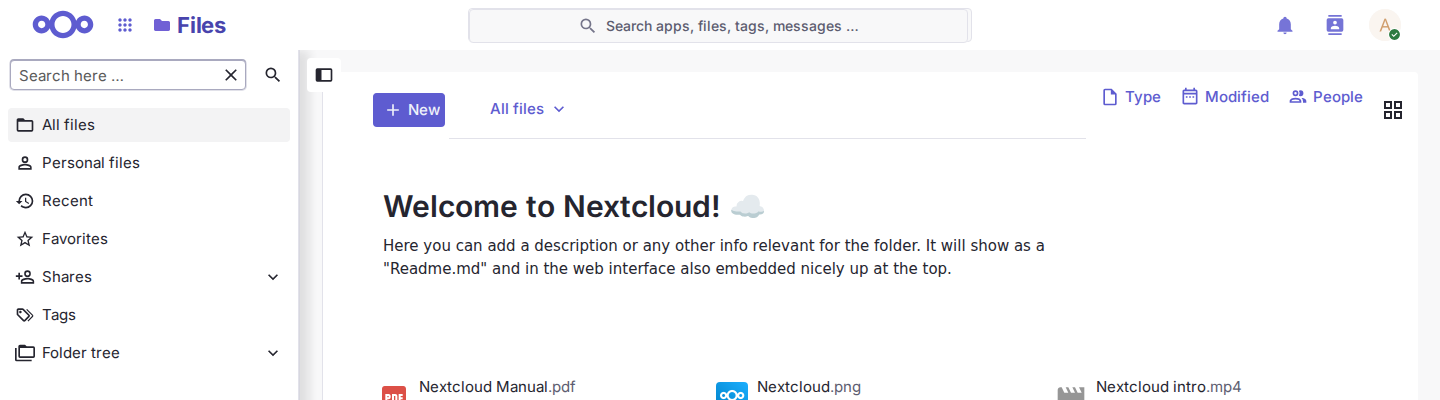 Files
Search apps, files, tags, messages ...
A
Search here ...
All files
Personal files
Recent
Favorites
Shares
Tags
Folder tree
New
All files
Type
Modified
People
Welcome to Nextcloud! ☁️
Here you can add a description or any other info relevant for the folder. It will show as a
"Readme.md" and in the web interface also embedded nicely up at the top.
PDF
Nextcloud Manual.pdf
Nextcloud.png
Nextcloud intro.mp4